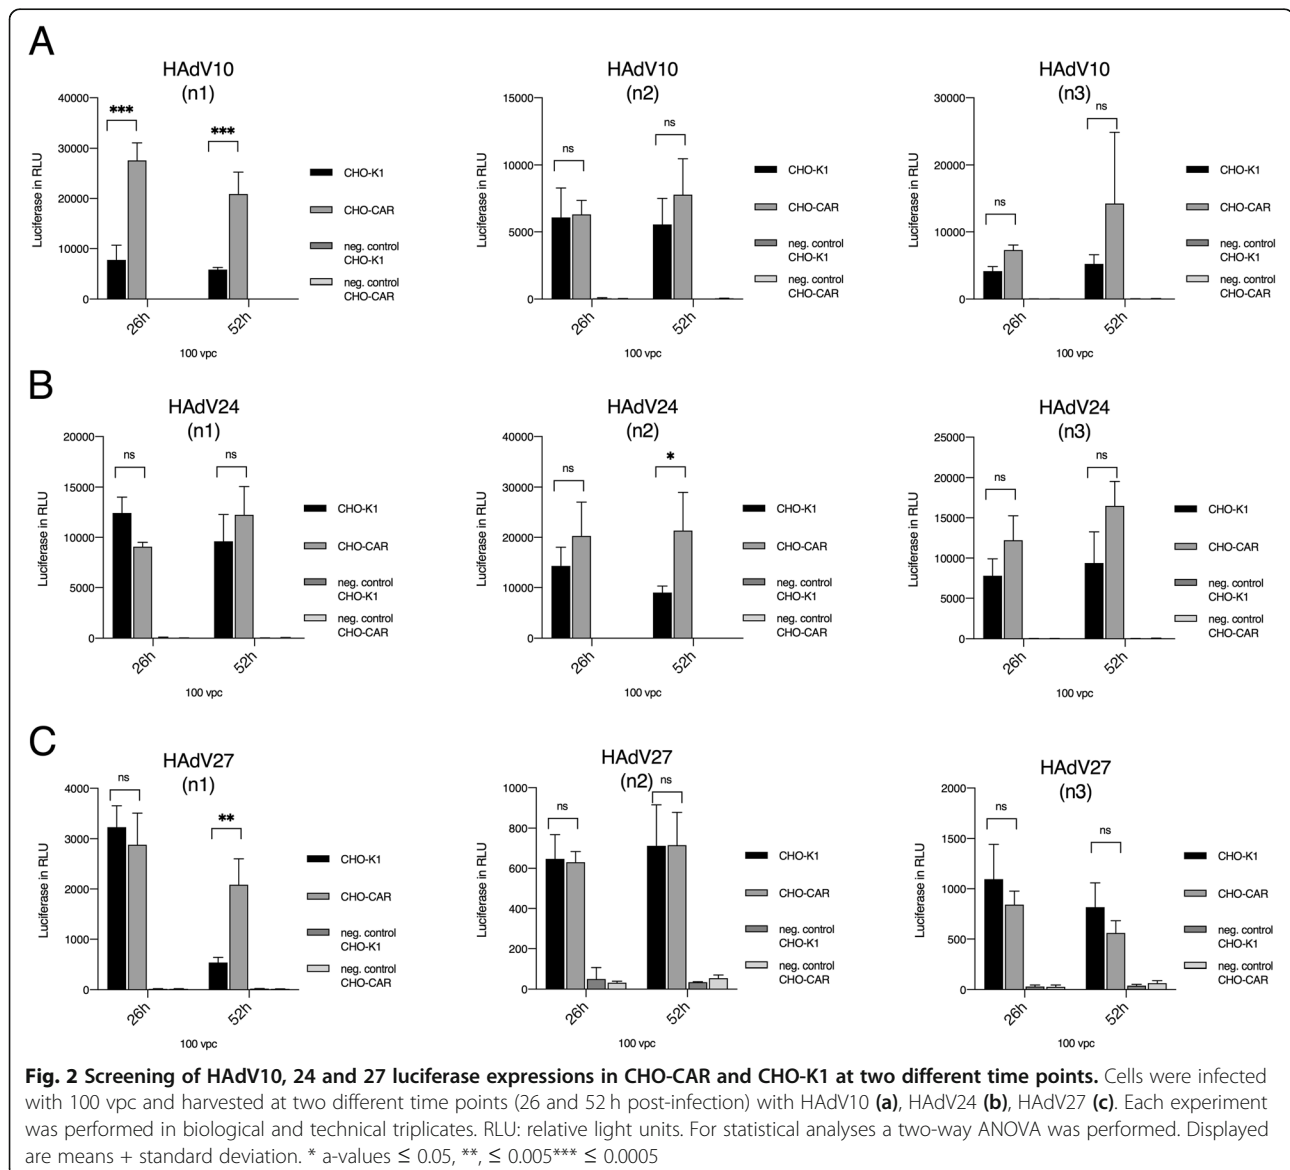 A
HAdV10
(n1)
40000
30000
20000
10000
0
Luciferase in RLU
***
***
26h
52h
100 vpc
CHO-K1
CHO-CAR
neg. control
CHO-K1
neg. control
CHO-CAR
HAdV10
(n2)
15000
10000
5000
0
Luciferase in RLU
ns
ns
26h
52h
100 vpc
CHO-K1
CHO-CAR
neg. control
CHO-K1
neg. control
CHO-CAR
HAdV10
(n3)
30000
20000
10000
0
Luciferase in RLU
ns
ns
26h
52h
100 vpc
CHO-K1
CHO-CAR
neg. control
CHO-K1
neg. control
CHO-CAR
B
HAdV24
(n1)
20000
15000
10000
5000
0
Luciferase in RLU
ns
ns
26h
52h
100 vpc
CHO-K1
CHO-CAR
neg. control
CHO-K1
neg. control
CHO-CAR
HAdV24
(n2)
40000
30000
20000
10000
0
Luciferase in RLU
ns
*
26h
52h
100 vpc
CHO-K1
CHO-CAR
neg. control
CHO-K1
neg. control
CHO-CAR
HAdV24
(n3)
25000
20000
15000
10000
5000
0
Luciferase in RLU
ns
ns
26h
52h
100 vpc
CHO-K1
CHO-CAR
neg. control
CHO-K1
neg. control
CHO-CAR
C
HAdV27
(n1)
4000
3000
2000
1000
0
Luciferase in RLU
ns
**
26h
52h
100 vpc
CHO-K1
CHO-CAR
neg. control
CHO-K1
neg. control
CHO-CAR
HAdV27
(n2)
1000
800
600
400
200
0
Luciferase in RLU
ns
ns
26h
52h
100 vpc
CHO-K1
CHO-CAR
neg. control
CHO-K1
neg. control
CHO-CAR
HAdV27
(n3)
2000
1500
1000
500
0
Luciferase in RLU
ns
ns
26h
52h
100 vpc
CHO-K1
CHO-CAR
neg. control
CHO-K1
neg. control
CHO-CAR
Fig. 2 Screening of HAdV10, 24 and 27 luciferase expressions in CHO-CAR and CHO-K1 at two different time points. Cells were infected
with 100 vpc and harvested at two different time points (26 and 52 h post-infection) with HAdV10 (a), HAdV24 (b), HAdV27 (c). Each experiment
was performed in biological and technical triplicates. RLU: relative light units. For statistical analyses a two-way ANOVA was performed. Displayed
are means + standard deviation. * a-values ≤ 0.05, **, ≤ 0.005*** ≤ 0.0005